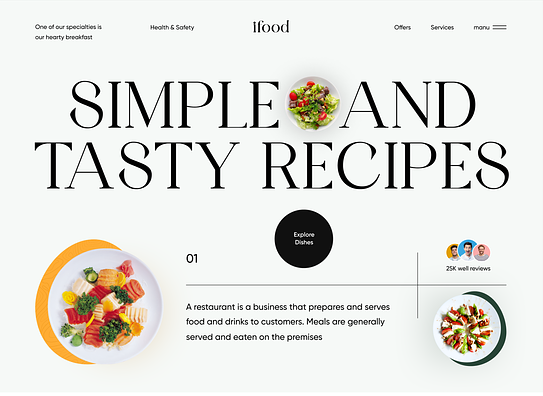 One of our specialties is
our hearty breakfast
Health & Safety
ifood
Offers
Services
manu
SIMPLE AND
TASTY RECIPES
Explore
Dishes
01
25K well reviews
A restaurant is a business that prepares and serves
food and drinks to customers. Meals are generally
served and eaten on the premises